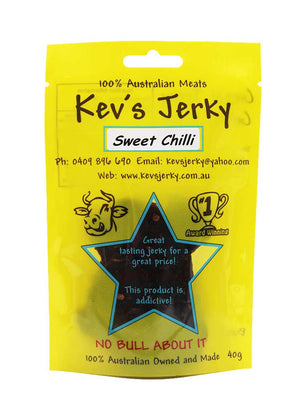 100% Australian Meats
Kev's Jerky
Sweet Chilli
Ph: 0409 896 690 Email: kevsjerky@yahoo.com
Web: www.kevsjerky.com.au
#1
Award Winning
Great
tasting jerky for a
great price!
This product is
addictive!
NO BULL ABOUT IT
100% Australian Owned and Made 40g